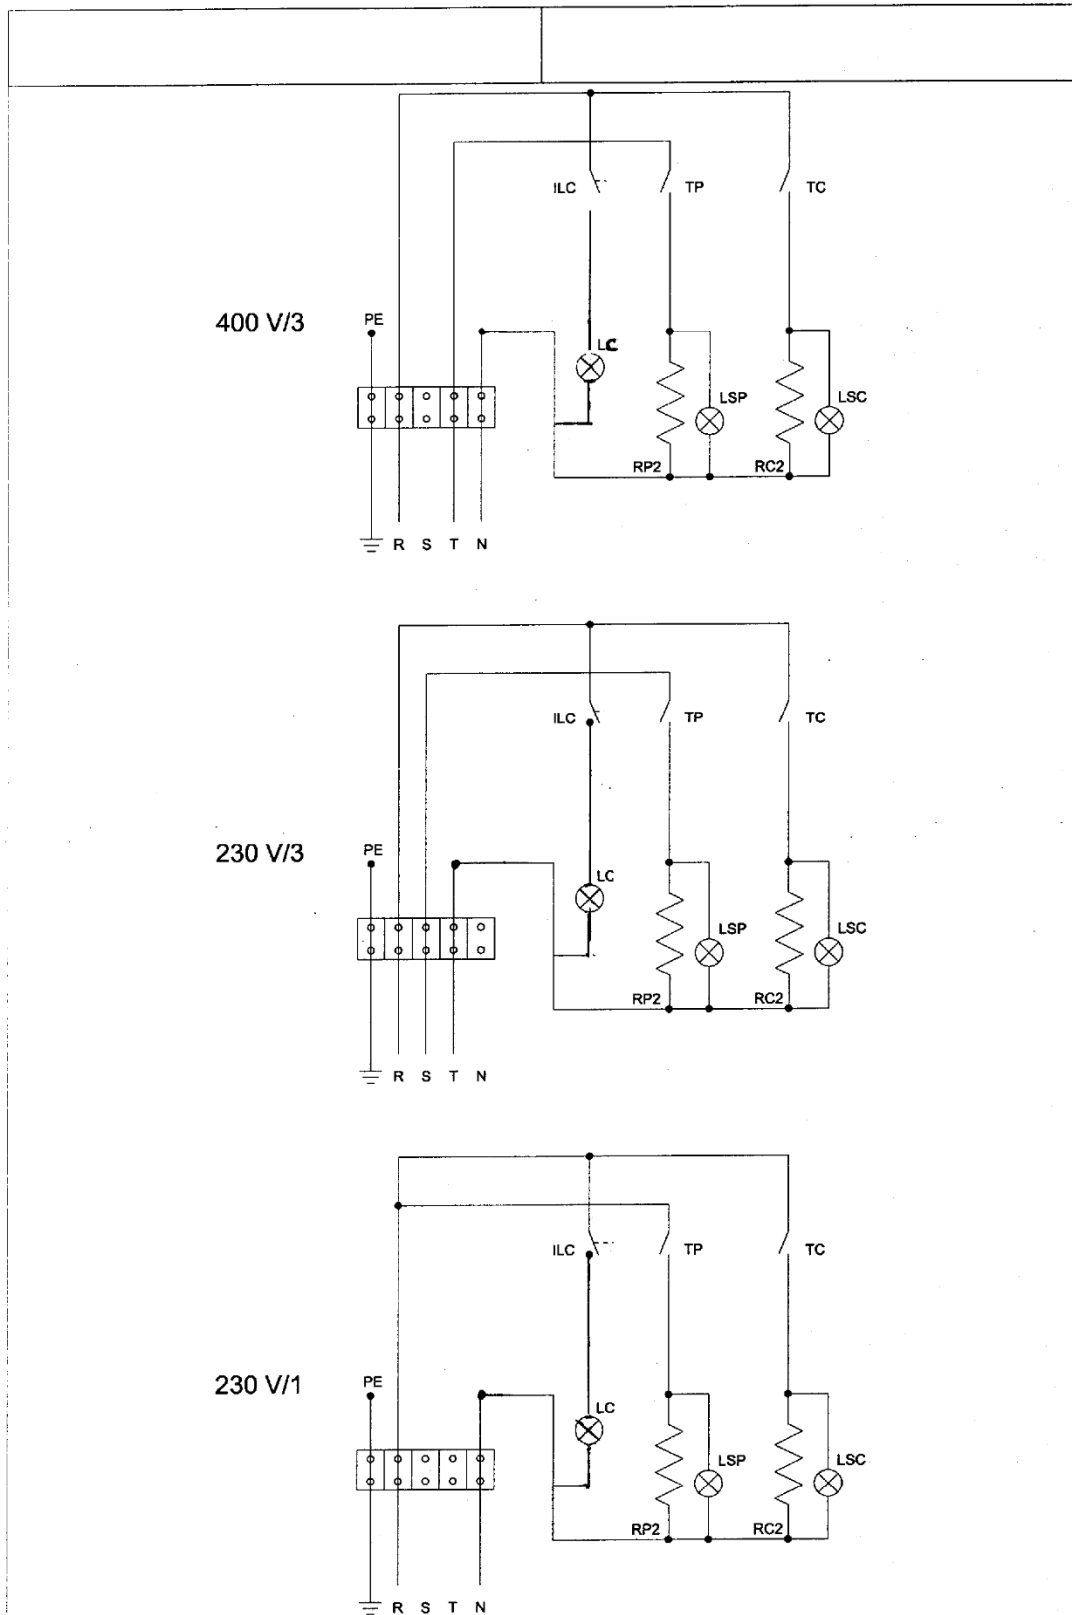 ILC TP TC
400 V/3 PE LC
LSP LSC
RP2 RC2
R S T N
ILC TP TC
230 V/3 PE LC
LSP LSC
RP2 RC2
R S T N
ILC TP TC
230 V/1 PE LC
LSP LSC
RP2 RC2
R S T N